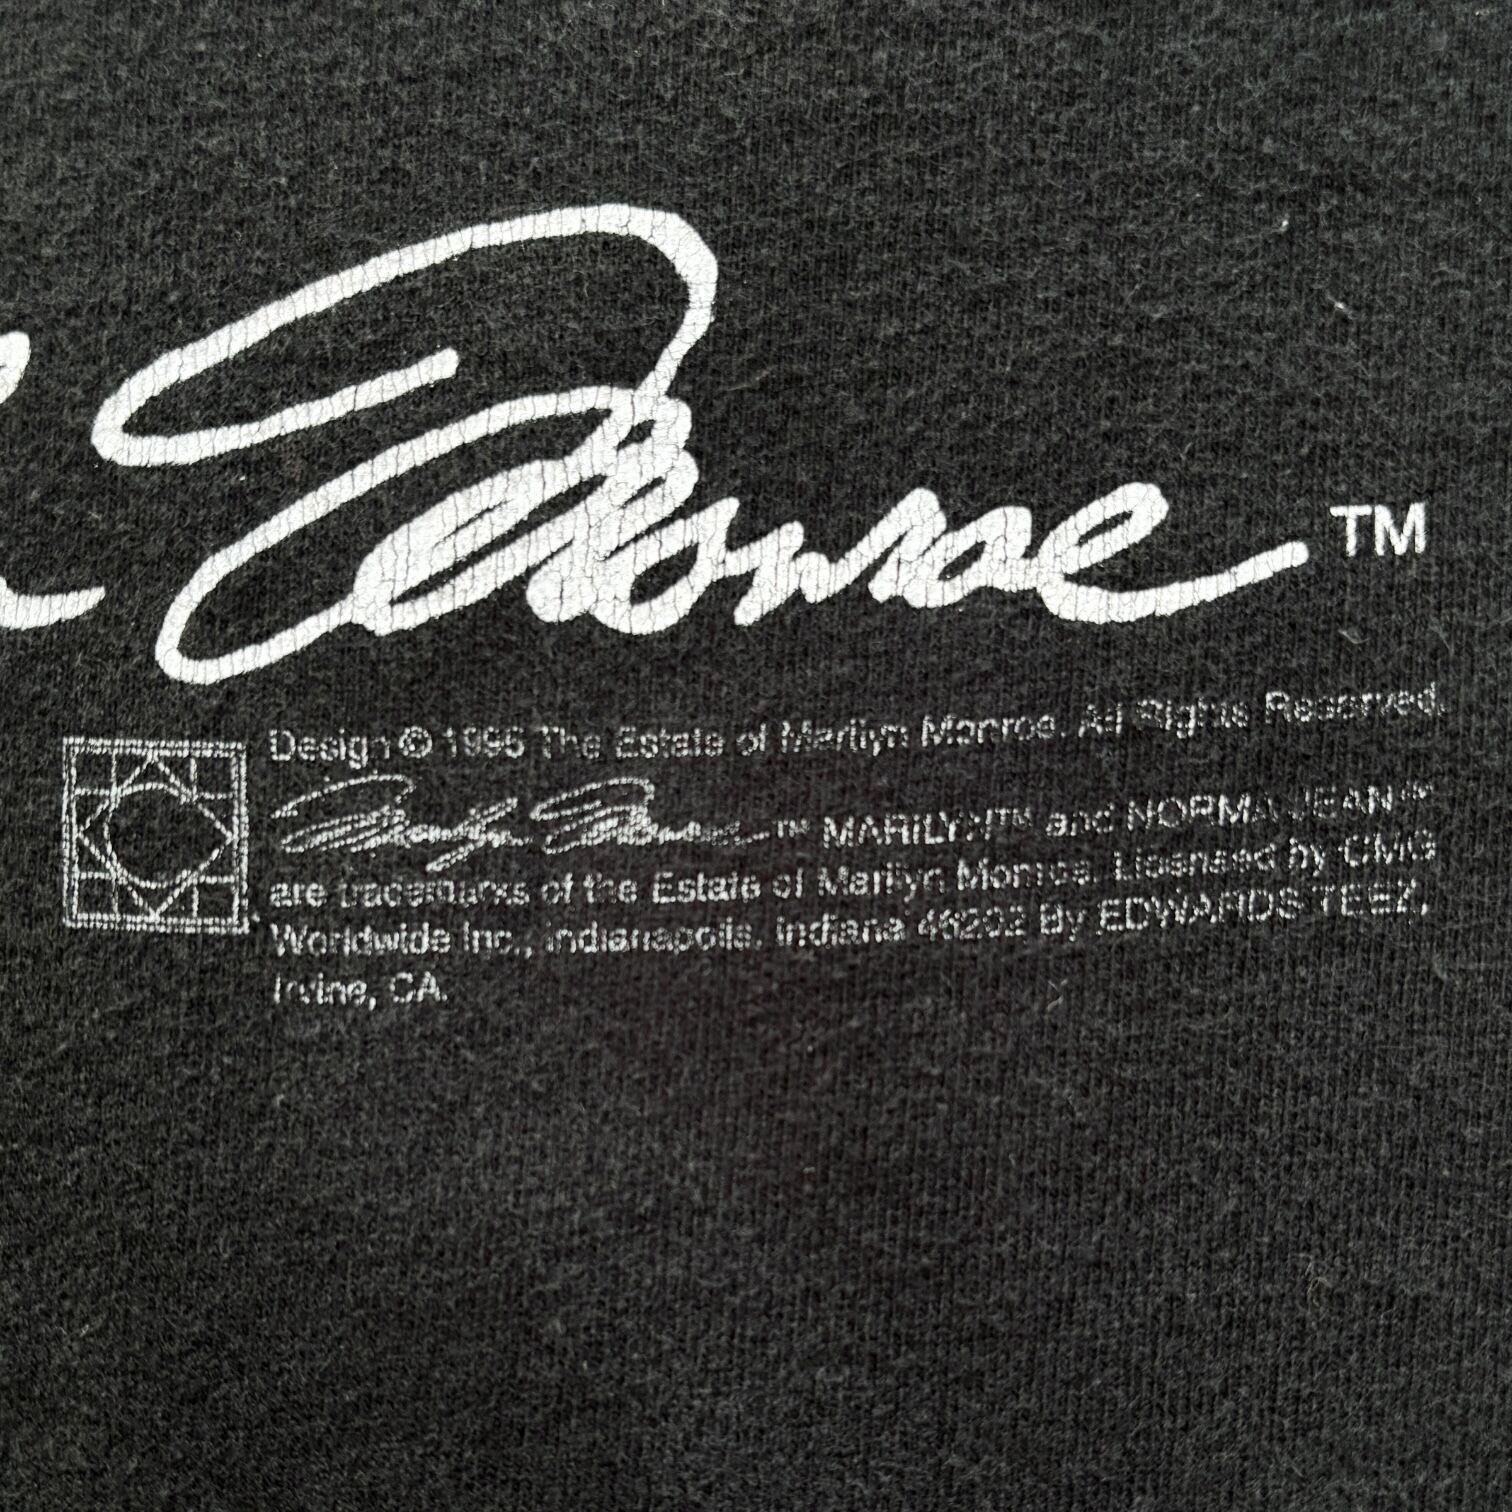 Monroe ™
Design © 1995 The Estate of Marilyn Monroe. All Rights Reserved.
Marilyn Monroe ™ MARILYN™ and NORMA JEAN™
are trademarks of the Estate of Marilyn Monroe. Licensed by CMG
Worldwide Inc., Indianapolis, Indiana 46202 By EDWARDS TEEZ,
Irvine, CA.